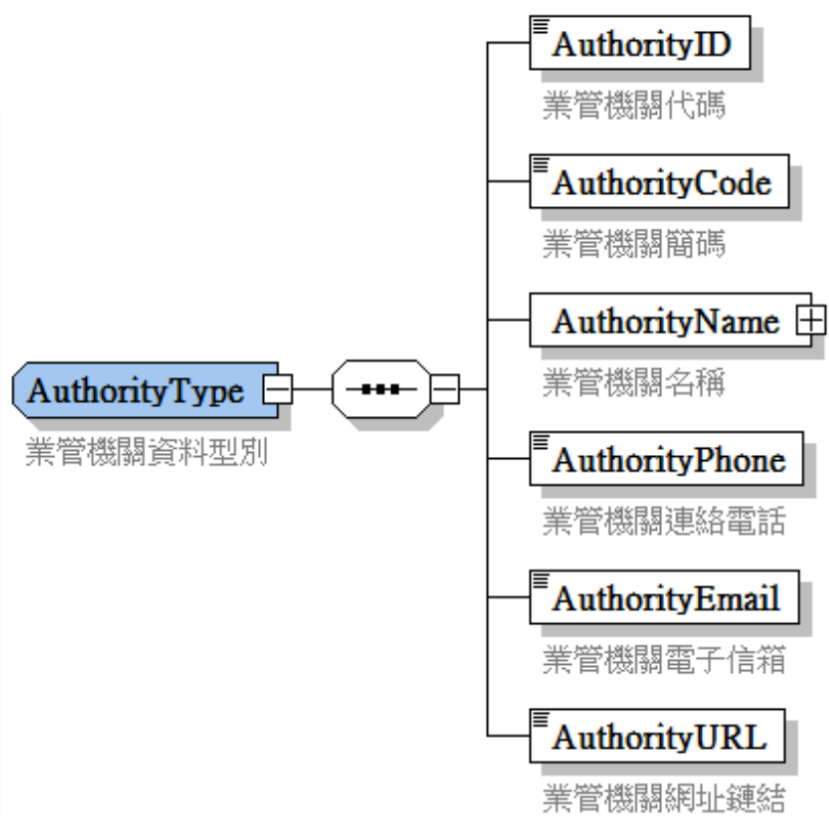 AuthorityType
業管機關資料型別
AuthorityID
業管機關代碼
AuthorityCode
業管機關簡碼
AuthorityName
業管機關名稱
AuthorityPhone
業管機關連絡電話
AuthorityEmail
業管機關電子信箱
AuthorityURL
業管機關網址鏈結